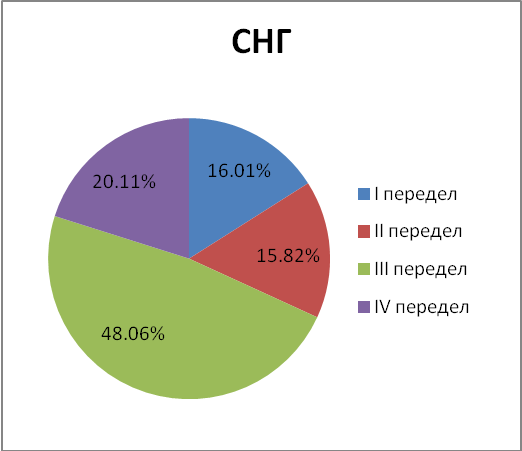 СНГ
16.01%
15.82%
48.06%
20.11%
I передел
II передел
III передел
IV передел